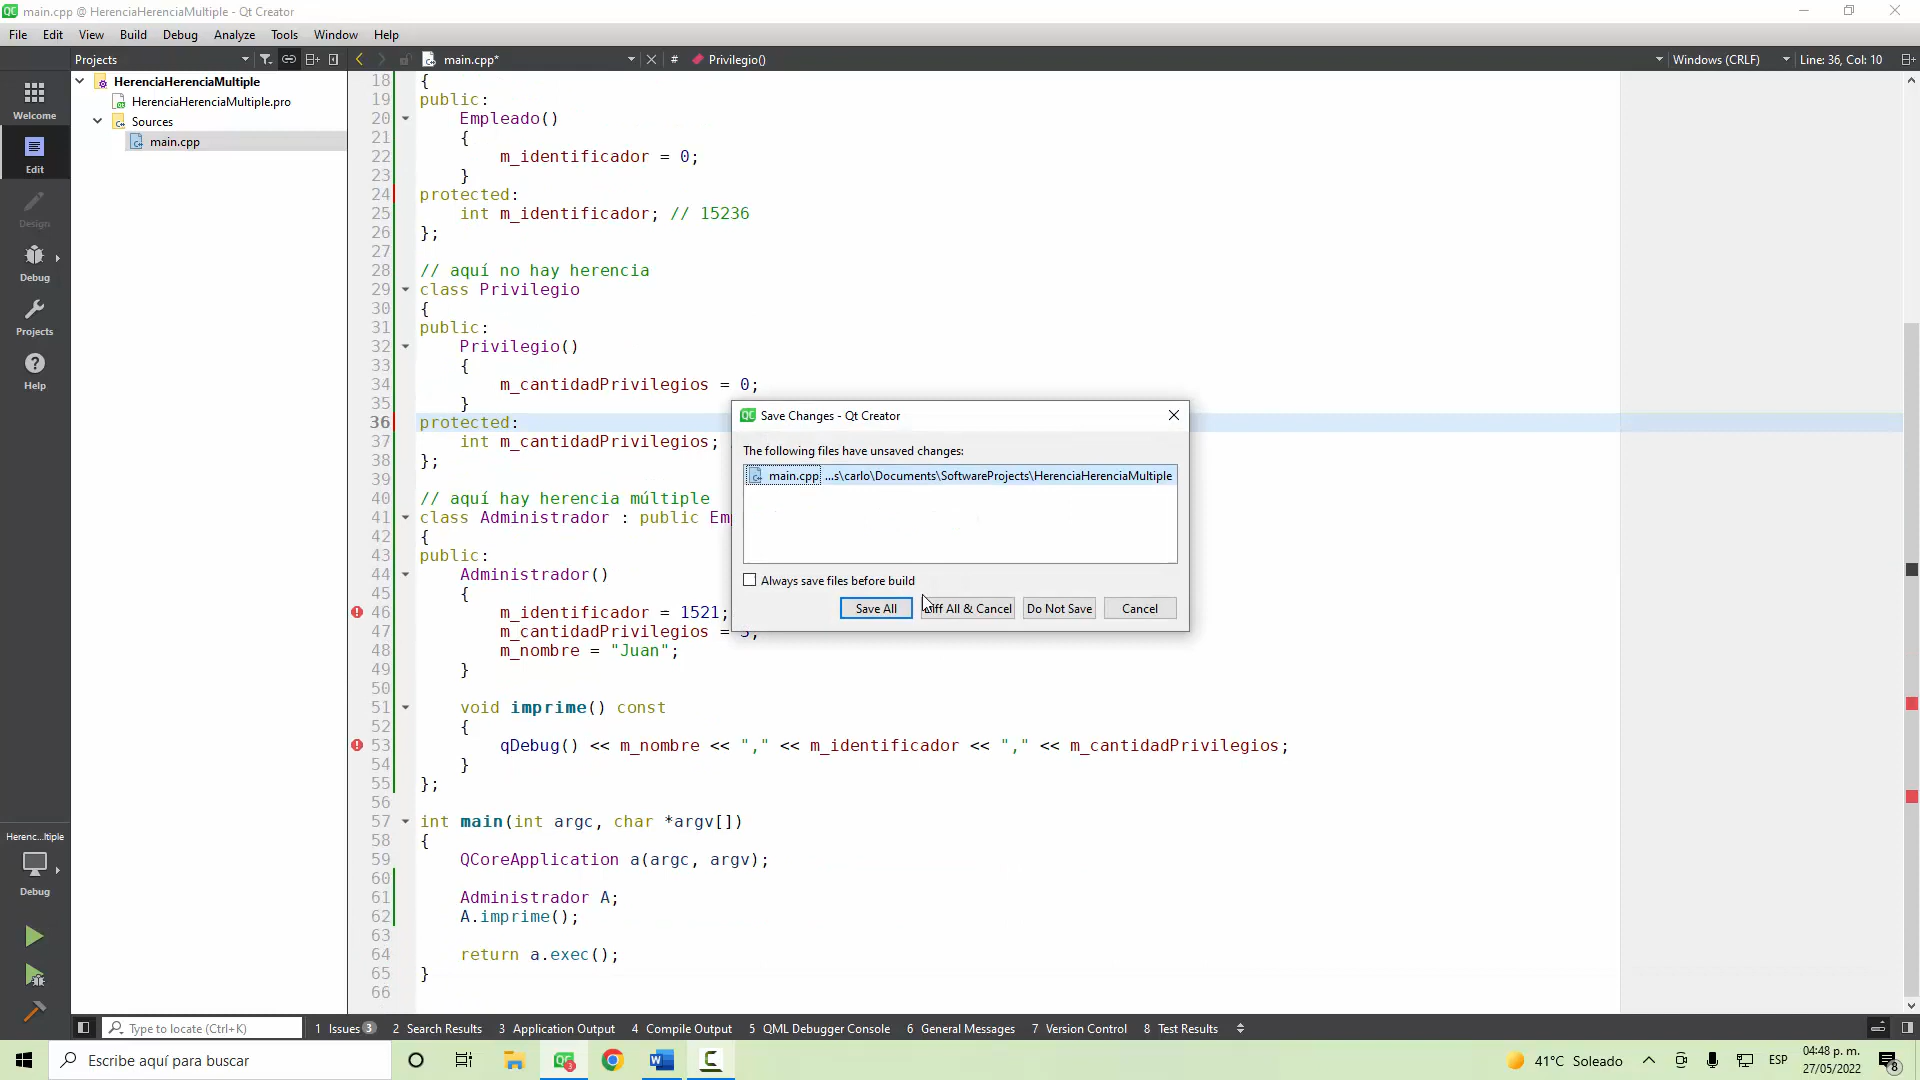 main.cpp @ HerenciaHerenciaMultiple - Qt Creator
File Edit View Build Debug Analyze Tools Window Help
Projects main.cpp* # Privilegio() Windows (CRLF) Line: 36, Col: 10
Welcome
Edit
Design
Debug
Projects
Help
HerenciaHerenciaMultiple
HerenciaHerenciaMultiple.pro
Sources
main.cpp
18 {
19 public:
20 Empleado()
21 {
22 m_identificador = 0;
23 }
24 protected:
25 int m_identificador; // 15236
26 };
27
28 // aquí no hay herencia
29 class Privilegio
30 {
31 public:
32 Privilegio()
33 {
34 m_cantidadPrivilegios = 0;
35 }
36 protected:
37 int m_cantidadPrivilegios;
38 };
39
40 // aquí hay herencia múltiple
41 class Administrador : public
42 {
43 public:
44 Administrador()
45 {
46 m_identificador = 1521;
47 m_cantidadPrivilegios =
48 m_nombre = "Juan";
49 }
50
51 void imprime() const
52 {
53 qDebug() << m_nombre << "," << m_identificador << "," << m_cantidadPrivilegios;
54 }
55 };
56
57 int main(int argc, char *argv[])
58 {
59 QCoreApplication a(argc, argv);
60
61 Administrador A;
62 A.imprime();
63
64 return a.exec();
65 }
66
Save Changes - Qt Creator
The following files have unsaved changes:
main.cpp ...s\carlo\Documents\SoftwareProjects\HerenciaHerenciaMultiple
Always save files before build
Save All & Cancel Do Not Save Cancel
Herenc...ltiple
Debug
Type to locate (Ctrl+K) 1 Issues 3 2 Search Results 3 Application Output 4 Compile Output 5 QML Debugger Console 6 General Messages 7 Version Control 8 Test Results
Escribe aquí para buscar
41°C Soleado ESP
04:48 p. m.
27/05/2022
8